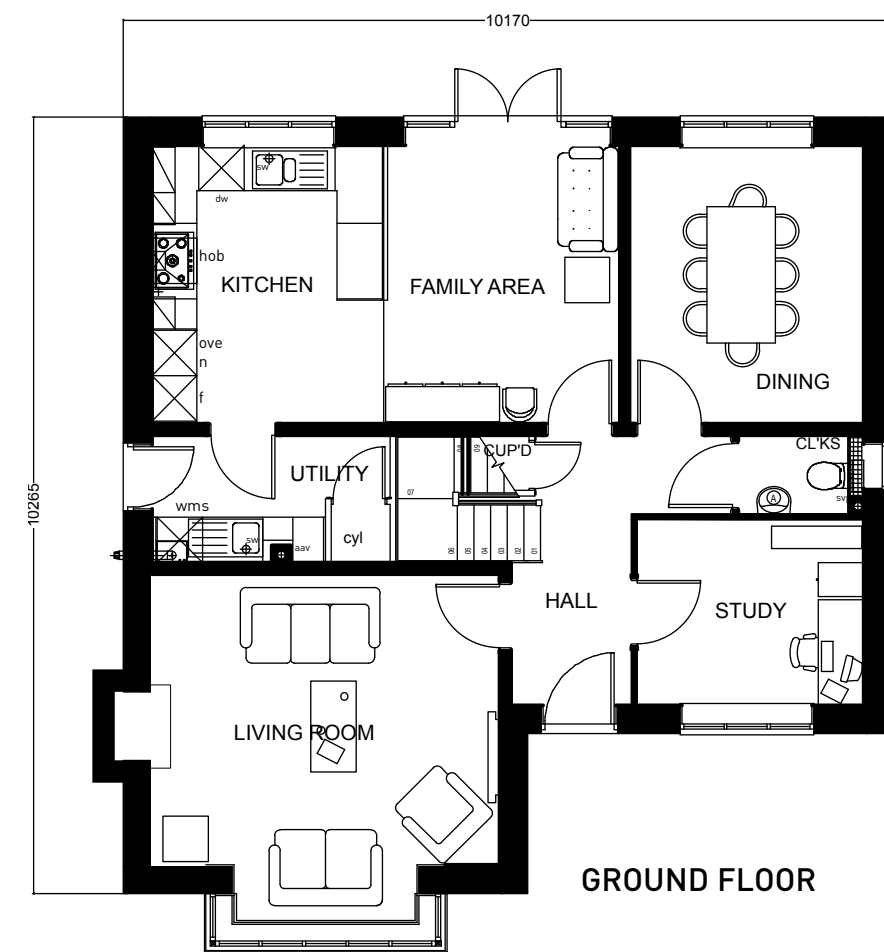 10170
sw
dw
hob
KITCHEN
FAMILY AREA
ove
n
f
DINING
CL'KS
CUP'D
09
08
07
UTILITY
wms
sw
aav
cyl
A
svp
10265
06
05
04
03
02
01
HALL
STUDY
LIVING ROOM
GROUND FLOOR